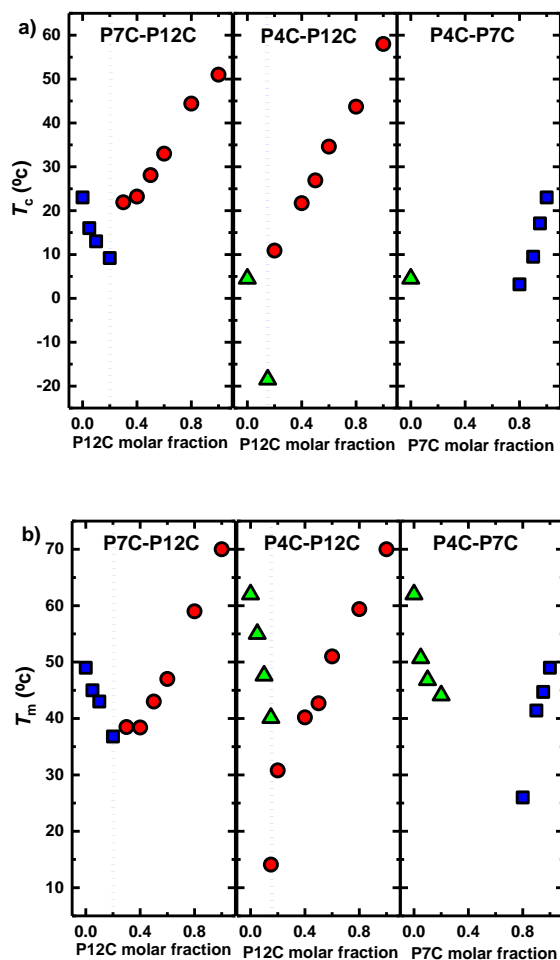 a)
P7C-P12C P4C-P12C P4C-P7C
60
50
40
30
20
10
0
-10
-20
Tc (ºc)
0.0 0.4 0.8 0.0 0.4 0.8 0.0 0.4 0.8
P12C molar fraction P12C molar fraction P7C molar fraction
b)
P7C-P12C P4C-P12C P4C-P7C
70
60
50
40
30
20
10
Tm (ºc)
0.0 0.4 0.8 0.0 0.4 0.8 0.0 0.4 0.8
P12C molar fraction P12C molar fraction P7C molar fraction